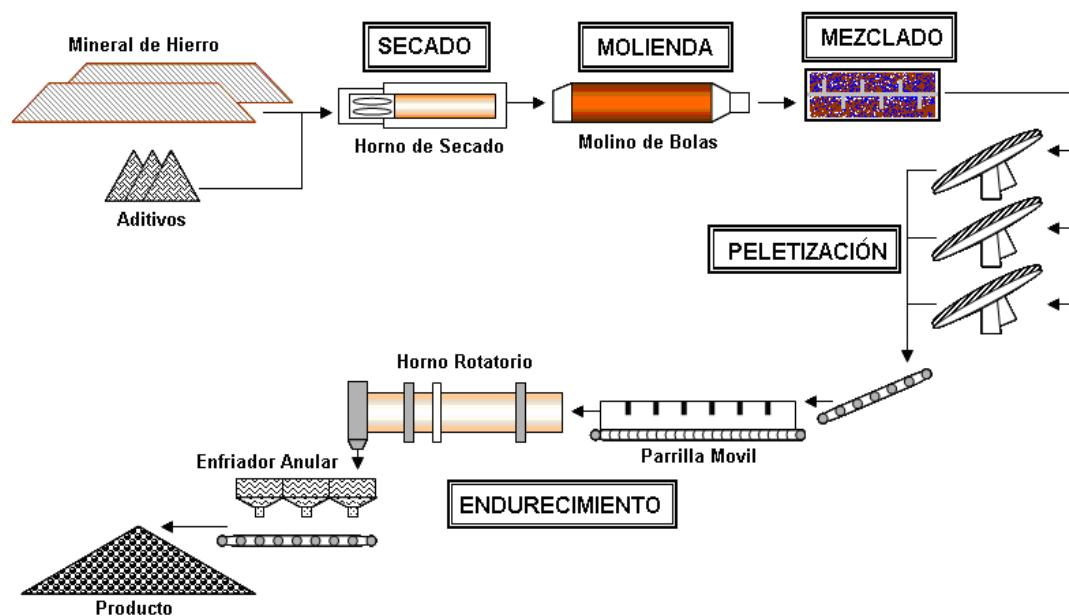 Mineral de Hierro
SECADO
MOLIENDA
MEZCLADO
Horno de Secado
Molino de Bolas
Aditivos
PELETIZACIÓN
Horno Rotatorio
Parrilla Movil
Enfriador Anular
ENDURECIMIENTO
Producto